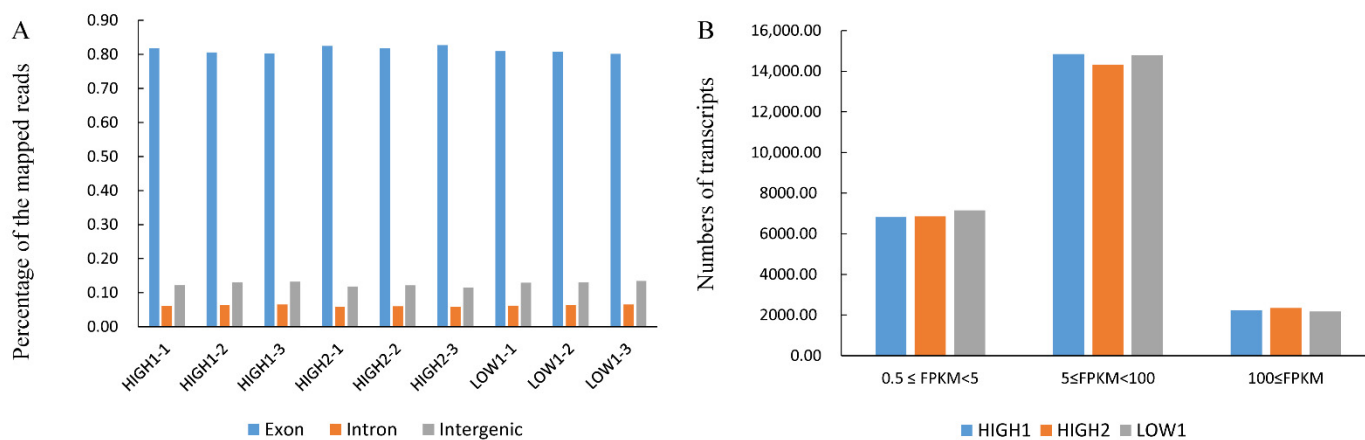 A
Percentage of the mapped reads
0.90
0.80
0.70
0.60
0.50
0.40
0.30
0.20
0.10
0.00
HIGH1-1
HIGH1-2
HIGH1-3
HIGH2-1
HIGH2-2
HIGH2-3
LOW1-1
LOW1-2
LOW1-3
Exon Intron Intergenic
B
Numbers of transcripts
16,000.00
14,000.00
12,000.00
10,000.00
8000.00
6000.00
4000.00
2000.00
0.00
0.5 ≤ FPKM<5 5≤FPKM<100 100≤FPKM
HIGH1 HIGH2 LOW1